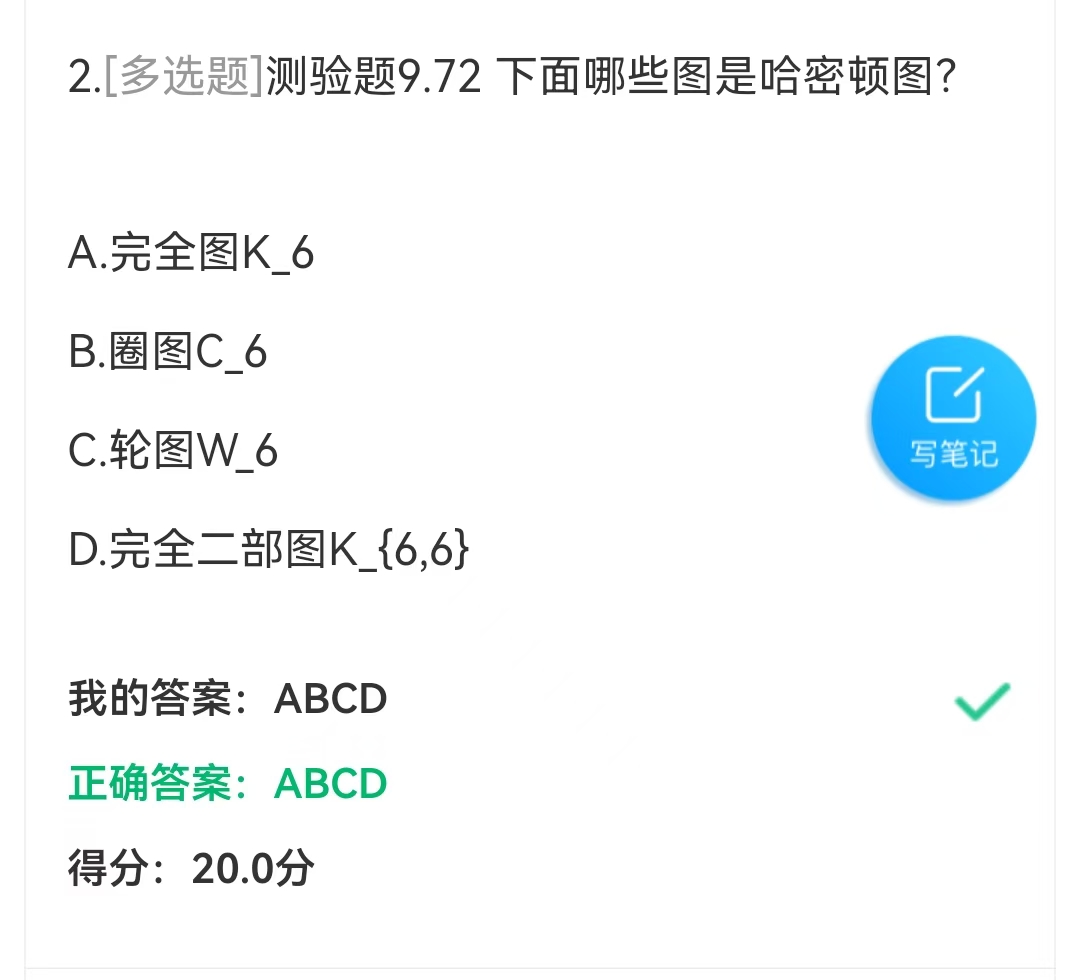 2.[多选题]测验题9.72 下面哪些图是哈密顿图？
A.完全图K_6
B.圈图C_6
C.轮图W_6
D.完全二部图K_{6,6}
写笔记
我的答案：ABCD
正确答案：ABCD
得分：20.0分